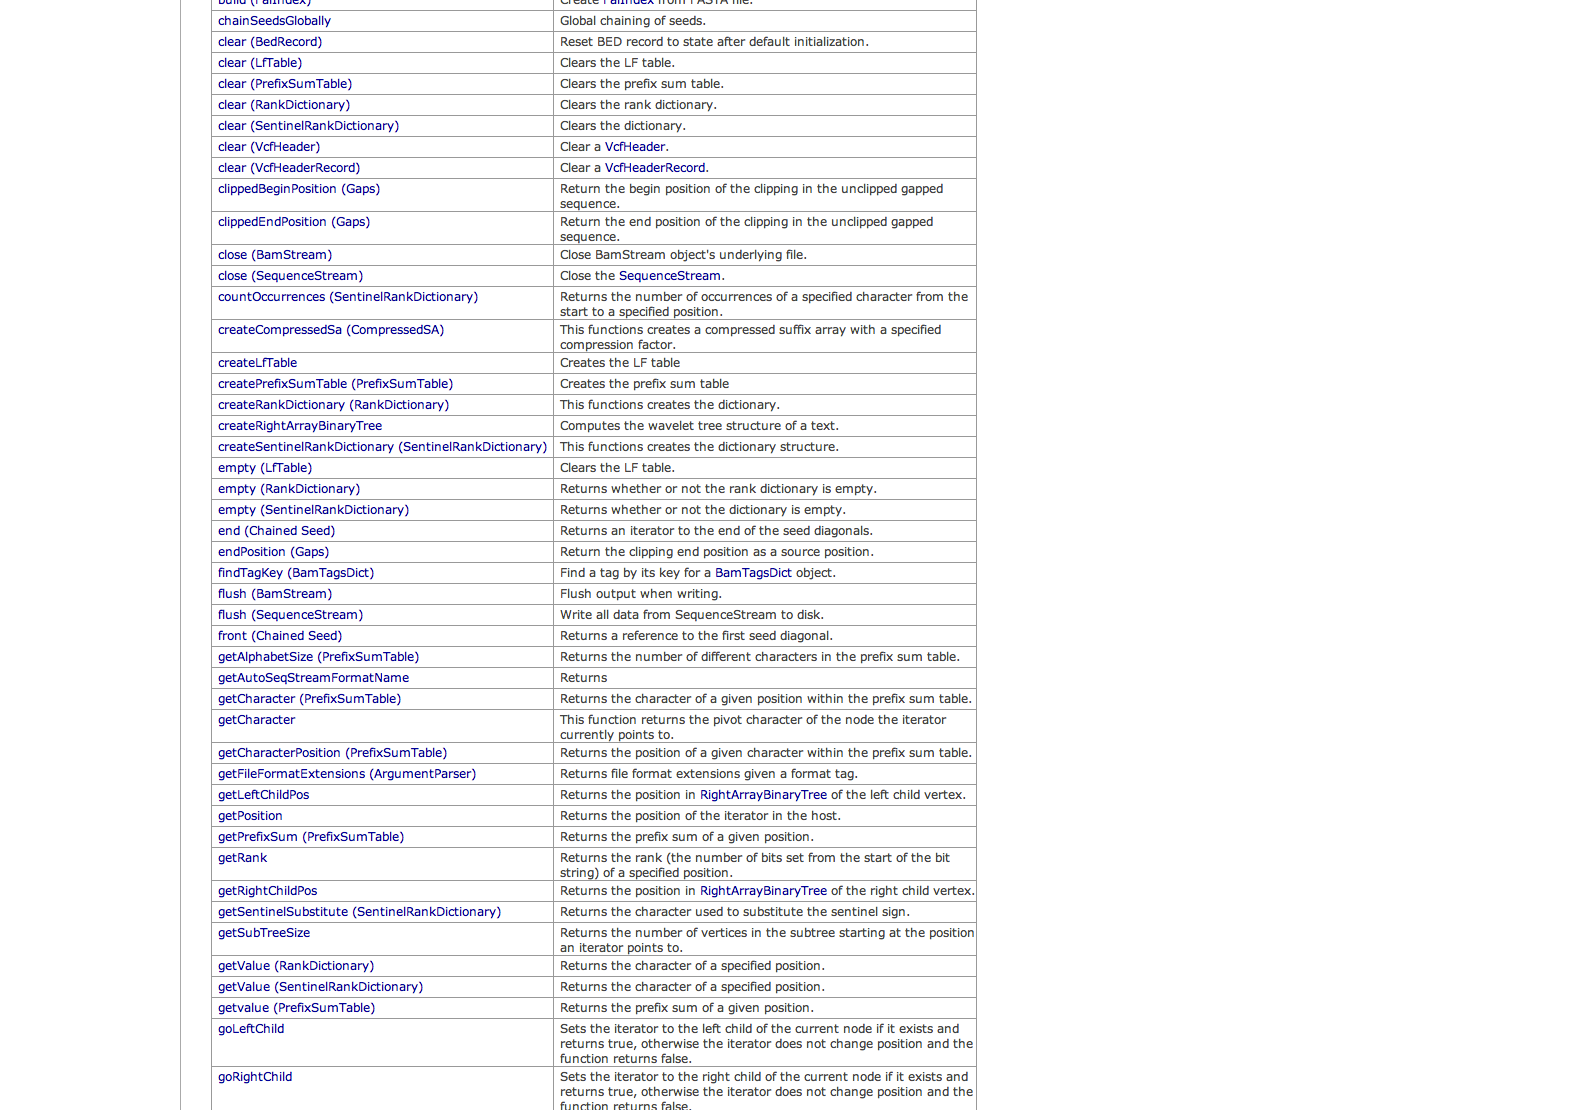 build (FaiIndex) Create FaiIndex from FASTA file.
chainSeedsGlobally Global chaining of seeds.
clear (BedRecord) Reset BED record to state after default initialization.
clear (LfTable) Clears the LF table.
clear (PrefixSumTable) Clears the prefix sum table.
clear (RankDictionary) Clears the rank dictionary.
clear (SentinelRankDictionary) Clears the dictionary.
clear (VcfHeader) Clear a VcfHeader.
clear (VcfHeaderRecord) Clear a VcfHeaderRecord.
clippedBeginPosition (Gaps) Return the begin position of the clipping in the unclipped gapped
sequence.
clippedEndPosition (Gaps) Return the end position of the clipping in the unclipped gapped
sequence.
close (BamStream) Close BamStream object's underlying file.
close (SequenceStream) Close the SequenceStream.
countOccurrences (SentinelRankDictionary) Returns the number of occurrences of a specified character from the
start to a specified position.
createCompressedSa (CompressedSA) This functions creates a compressed suffix array with a specified
compression factor.
createLfTable Creates the LF table
createPrefixSumTable (PrefixSumTable) Creates the prefix sum table
createRankDictionary (RankDictionary) This functions creates the dictionary.
createRightArrayBinaryTree Computes the wavelet tree structure of a text.
createSentinelRankDictionary (SentinelRankDictionary) This functions creates the dictionary structure.
empty (LfTable) Clears the LF table.
empty (RankDictionary) Returns whether or not the rank dictionary is empty.
empty (SentinelRankDictionary) Returns whether or not the dictionary is empty.
end (Chained Seed) Returns an iterator to the end of the seed diagonals.
endPosition (Gaps) Return the clipping end position as a source position.
findTagKey (BamTagsDict) Find a tag by its key for a BamTagsDict object.
flush (BamStream) Flush output when writing.
flush (SequenceStream) Write all data from SequenceStream to disk.
front (Chained Seed) Returns a reference to the first seed diagonal.
getAlphabetSize (PrefixSumTable) Returns the number of different characters in the prefix sum table.
getAutoSeqStreamFormatName Returns
getCharacter (PrefixSumTable) Returns the character of a given position within the prefix sum table.
getCharacter This function returns the pivot character of the node the iterator
currently points to.
getCharacterPosition (PrefixSumTable) Returns the position of a given character within the prefix sum table.
getFileFormatExtensions (ArgumentParser) Returns file format extensions given a format tag.
getLeftChildPos Returns the position in RightArrayBinaryTree of the left child vertex.
getPosition Returns the position of the iterator in the host.
getPrefixSum (PrefixSumTable) Returns the prefix sum of a given position.
getRank Returns the rank (the number of bits set from the start of the bit
string) of a specified position.
getRightChildPos Returns the position in RightArrayBinaryTree of the right child vertex.
getSentinelSubstitute (SentinelRankDictionary) Returns the character used to substitute the sentinel sign.
getSubTreeSize Returns the number of vertices in the subtree starting at the position
an iterator points to.
getValue (RankDictionary) Returns the character of a specified position.
getValue (SentinelRankDictionary) Returns the character of a specified position.
getvalue (PrefixSumTable) Returns the prefix sum of a given position.
goLeftChild Sets the iterator to the left child of the current node if it exists and
returns true, otherwise the iterator does not change position and the
function returns false.
goRightChild Sets the iterator to the right child of the current node if it exists and
returns true, otherwise the iterator does not change position and the
function returns false.